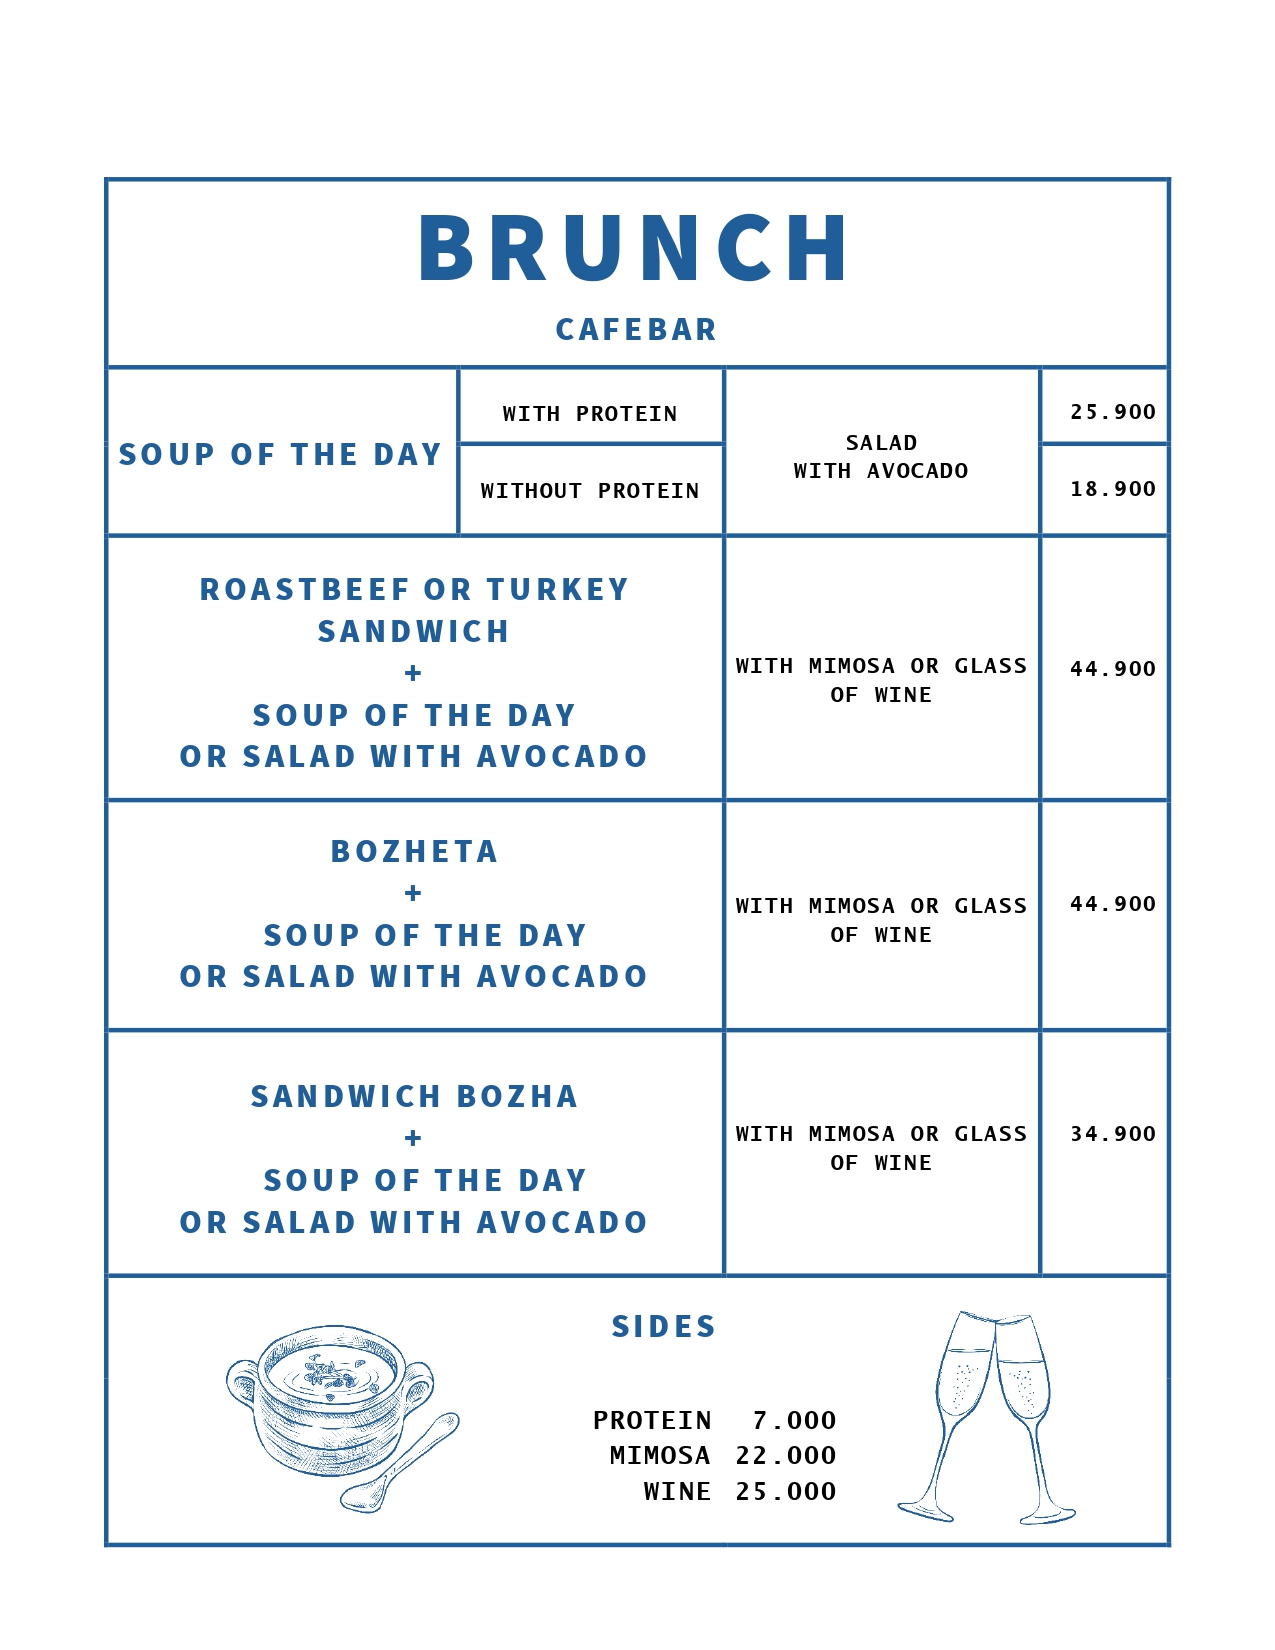 BRUNCH
CAFEBAR
SOUP OF THE DAY
WITH PROTEIN
WITHOUT PROTEIN
SALAD
WITH AVOCADO
25.900
18.900
ROASTBEEF OR TURKEY
SANDWICH
+
SOUP OF THE DAY
OR SALAD WITH AVOCADO
WITH MIMOSA OR GLASS
OF WINE
44.900
BOZHETA
+
SOUP OF THE DAY
OR SALAD WITH AVOCADO
WITH MIMOSA OR GLASS
OF WINE
44.900
SANDWICH BOZHA
+
SOUP OF THE DAY
OR SALAD WITH AVOCADO
WITH MIMOSA OR GLASS
OF WINE
34.900
SIDES
PROTEIN 7.000
MIMOSA 22.000
WINE 25.000